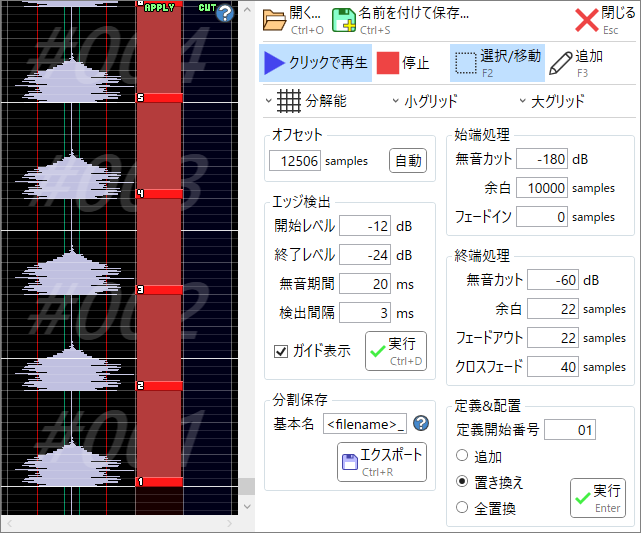 APPLY CUT ?
#004
5
#003
4
3
#002
2
#001
1
開く...
Ctrl+O
名前を付けて保存...
Ctrl+S
閉じる
Esc
クリックで再生
停止
選択/移動
F2
追加
F3
分解能
小グリッド
大グリッド
オフセット
12506 samples 自動
エッジ検出
開始レベル -12 dB
終了レベル -24 dB
無音期間 20 ms
検出間隔 3 ms
ガイド表示
実行
Ctrl+D
分割保存
基本名 <filename>_ ?
エクスポート
Ctrl+R
始端処理
無音カット -180 dB
余白 10000 samples
フェードイン 0 samples
終端処理
無音カット -60 dB
余白 22 samples
フェードアウト 22 samples
クロスフェード 40 samples
定義&配置
定義開始番号 01
追加
置き換え
全置換
実行
Enter